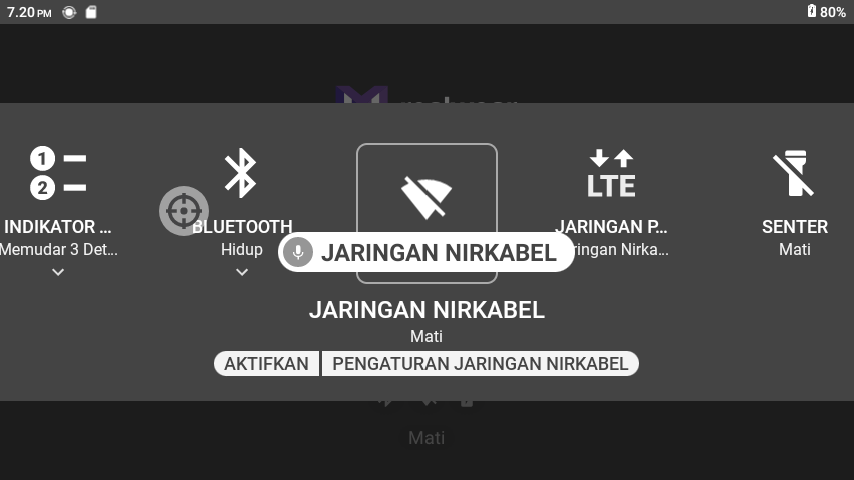 7.20 PM
80%
1
2
LTE
INDIKATOR ...
BLUETOOTH
JARINGAN P...
SENTER
Memudar 3 Det...
Hidup
JARINGAN NIRKABEL
ringan Nirka...
Mati
JARINGAN NIRKABEL
Mati
AKTIFKAN
PENGATURAN JARINGAN NIRKABEL
Mati